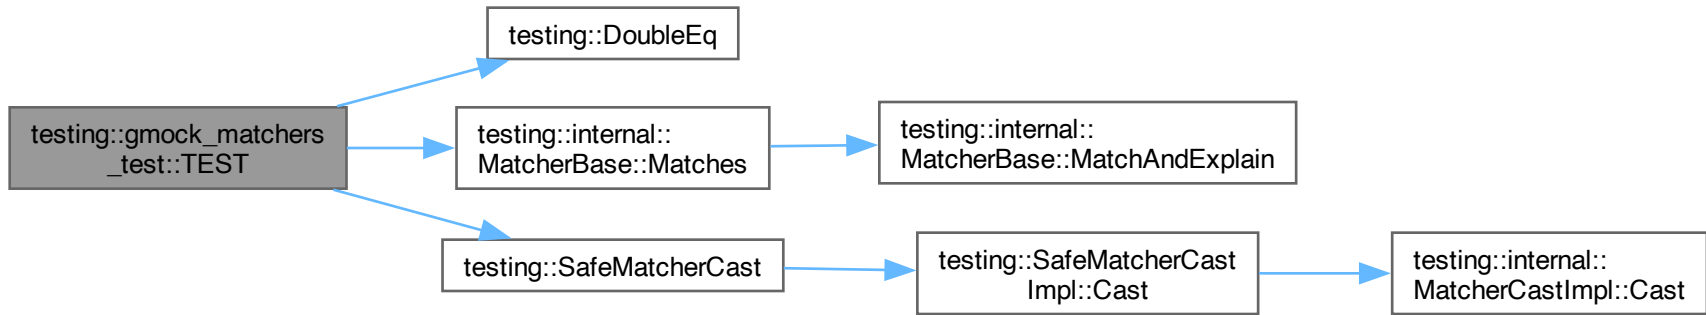 testing::DoubleEq
testing::gmock_matchers
_test::TEST
testing::internal::
MatcherBase::Matches
testing::internal::
MatcherBase::MatchAndExplain
testing::SafeMatcherCast
testing::SafeMatcherCast
Impl::Cast
testing::internal::
MatcherCastImpl::Cast